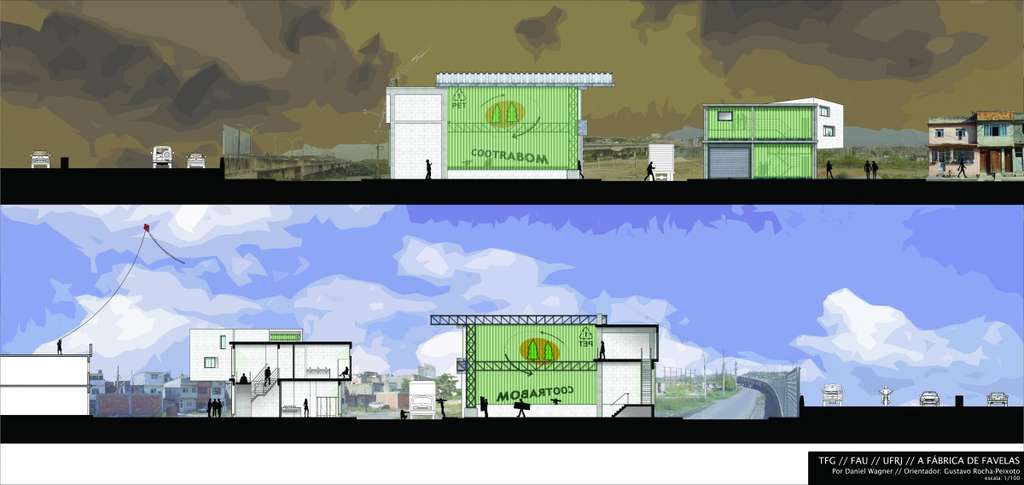 PET
COOTRABOM
PET
COOTRABOM
TFG // FAU // UFRJ // A FÁBRICA DE FAVELAS
Por Daniel Wagner // Orientador: Gustavo Rocha-Peixoto
escala: 1/100